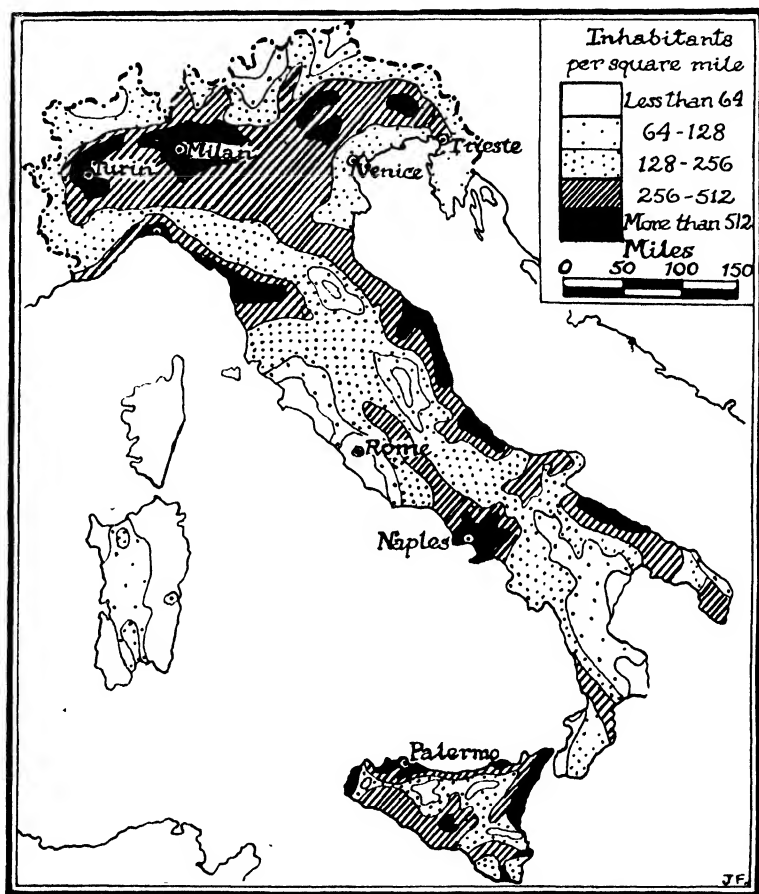 Inhabitants
per square mile
Less than 64
64-128
128-256
256-512
More than 512
Miles
0 50 100 150
Milan
Turin
Venice
Trieste
Rome
Naples
Palermo
J.F.